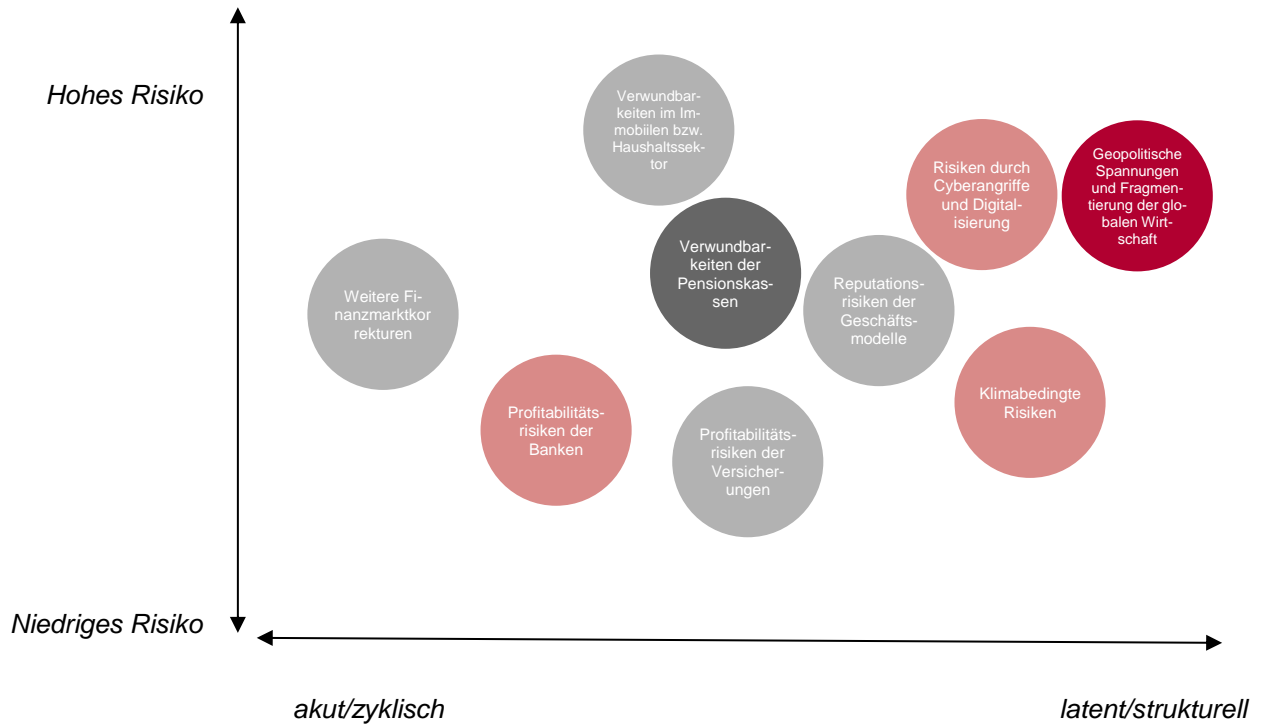 Hohes Risiko
Verwundbar-
keiten im Im-
mobiilen bzw.
Haushaltssek-
tor
Risiken durch
Cyberangriffe
und Digital-
isierung
Geopolitische
Spannungen
und Fragmen-
tierung der glo-
balen Wirt-
schaft
Verwundbar-
keiten der
Pensionskas-
sen
Weitere Fi-
nanzmarktkor
rekturen
Reputations-
risiken der
Geschäfts-
modelle
Profitabilitäts-
risiken der
Banken
Profitabilitäts-
risiken der
Versicher-
ungen
Klimabedingte
Risiken
Niedriges Risiko
akut/zyklisch
latent/strukturell